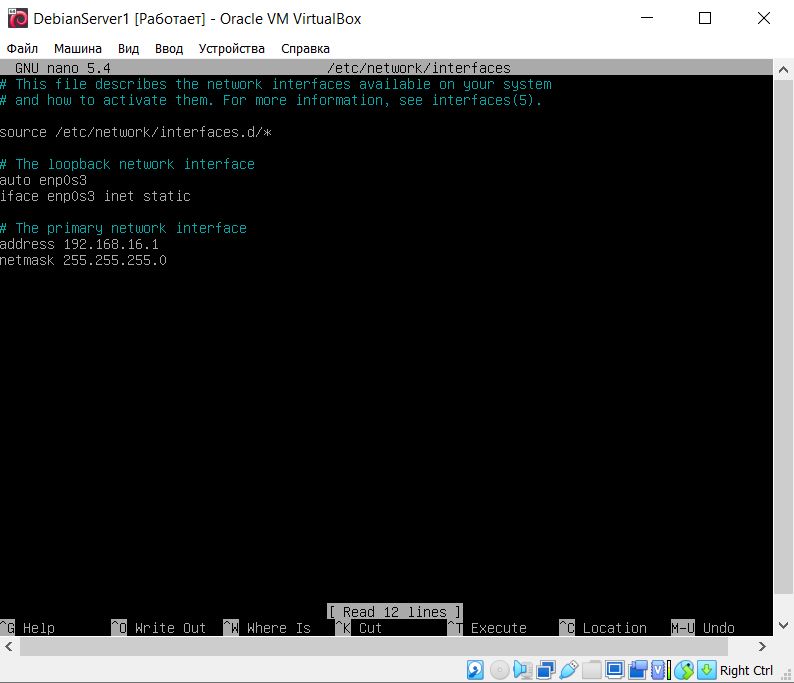 DebianServer1 [Работает] - Oracle VM VirtualBox
Файл Машина Вид Ввод Устройства Справка
GNU nano 5.4 /etc/network/interfaces
# This file describes the network interfaces available on your system
# and how to activate them. For more information, see interfaces(5).
source /etc/network/interfaces.d/*
# The loopback network interface
auto enp0s3
iface enp0s3 inet static
# The primary network interface
address 192.168.16.1
netmask 255.255.255.0
[ Read 12 lines ]
^G Help ^O Write Out ^W Where Is ^K Cut ^T Execute ^C Location M-U Undo
Right Ctrl